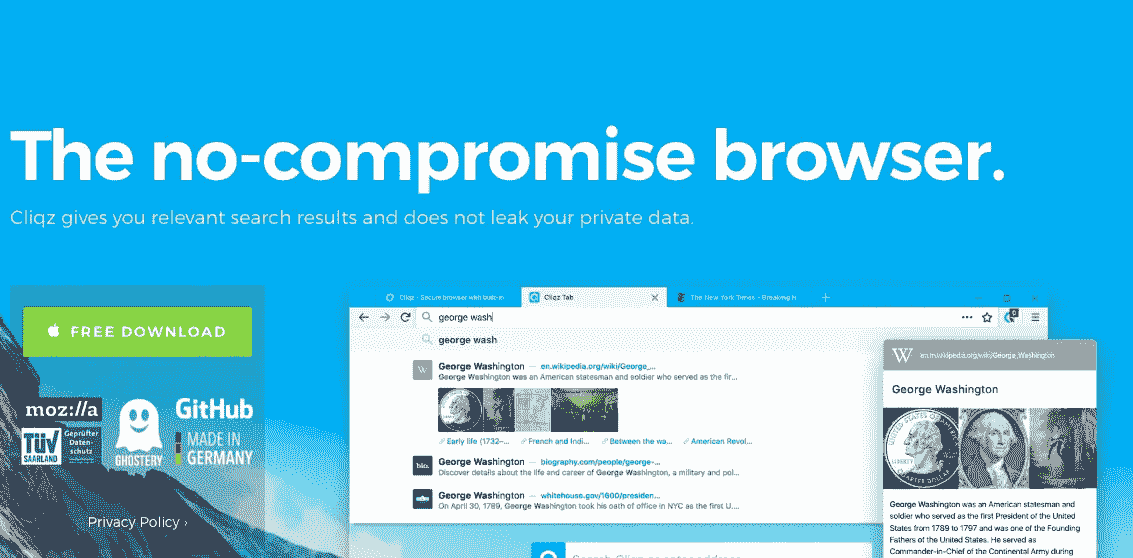 The no-compromise browser.
Cliqz gives you relevant search results and does not leak your private data.
FREE DOWNLOAD
moz://a
GitHub
TÜV
SAARLAND
Geprüfter
Daten-
schutz
GHOSTERY
MADE IN
GERMANY
Privacy Policy ›
Cliqz - Secure browser with built-in
Cliqz Tab
The New York Times - Breaking N
george wash
0
george wash
W
George Washington — en.wikipedia.org/wiki/George_...
George Washington was an American statesman and soldier who served as the fir...
Early life (1732–... French and Indi... Between the wa... American Revol...
bio.
George Washington — biography.com/people/george-...
Discover details about the life and career of George Washington, a military and pol...
George Washington — whitehouse.gov/1600/presiden...
On April 30, 1789, George Washington took his oath of office in NYC as the first U....
W en.m.wikipedia.org/wiki/George_Washington
George Washington
LIBERTY
George Washington was an American statesman and
soldier who served as the first President of the United
States from 1789 to 1797 and was one of the Founding
Fathers of the United States. He served as
Commander-in-Chief of the Continental Army during
Search Cliqz or enter address